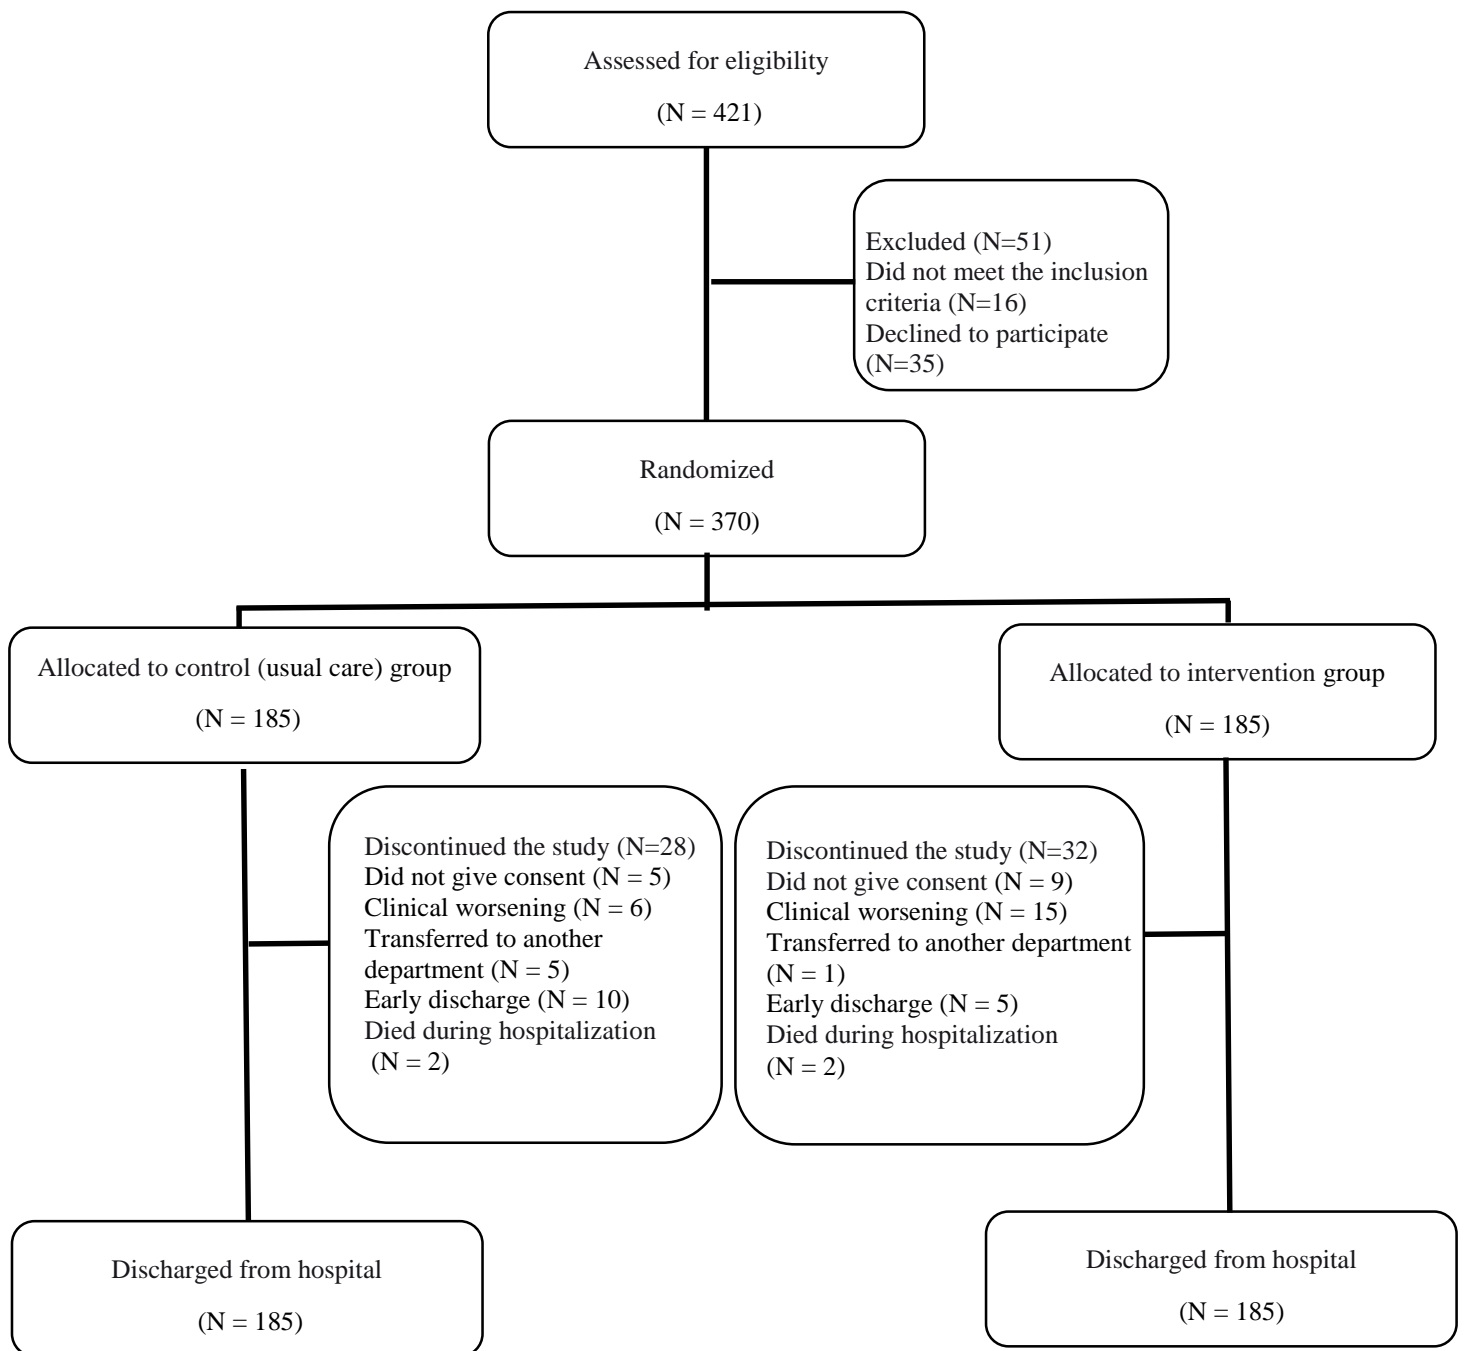 Assessed for eligibility
(N = 421)
Excluded (N=51)
Did not meet the inclusion
criteria (N=16)
Declined to participate
(N=35)
Randomized
(N = 370)
Allocated to control (usual care) group
(N = 185)
Allocated to intervention group
(N = 185)
Discontinued the study (N=28)
Did not give consent (N = 5)
Clinical worsening (N = 6)
Transferred to another
department (N = 5)
Early discharge (N = 10)
Died during hospitalization
(N = 2)
Discontinued the study (N=32)
Did not give consent (N = 9)
Clinical worsening (N = 15)
Transferred to another department
(N = 1)
Early discharge (N = 5)
Died during hospitalization
(N = 2)
Discharged from hospital
(N = 185)
Discharged from hospital
(N = 185)